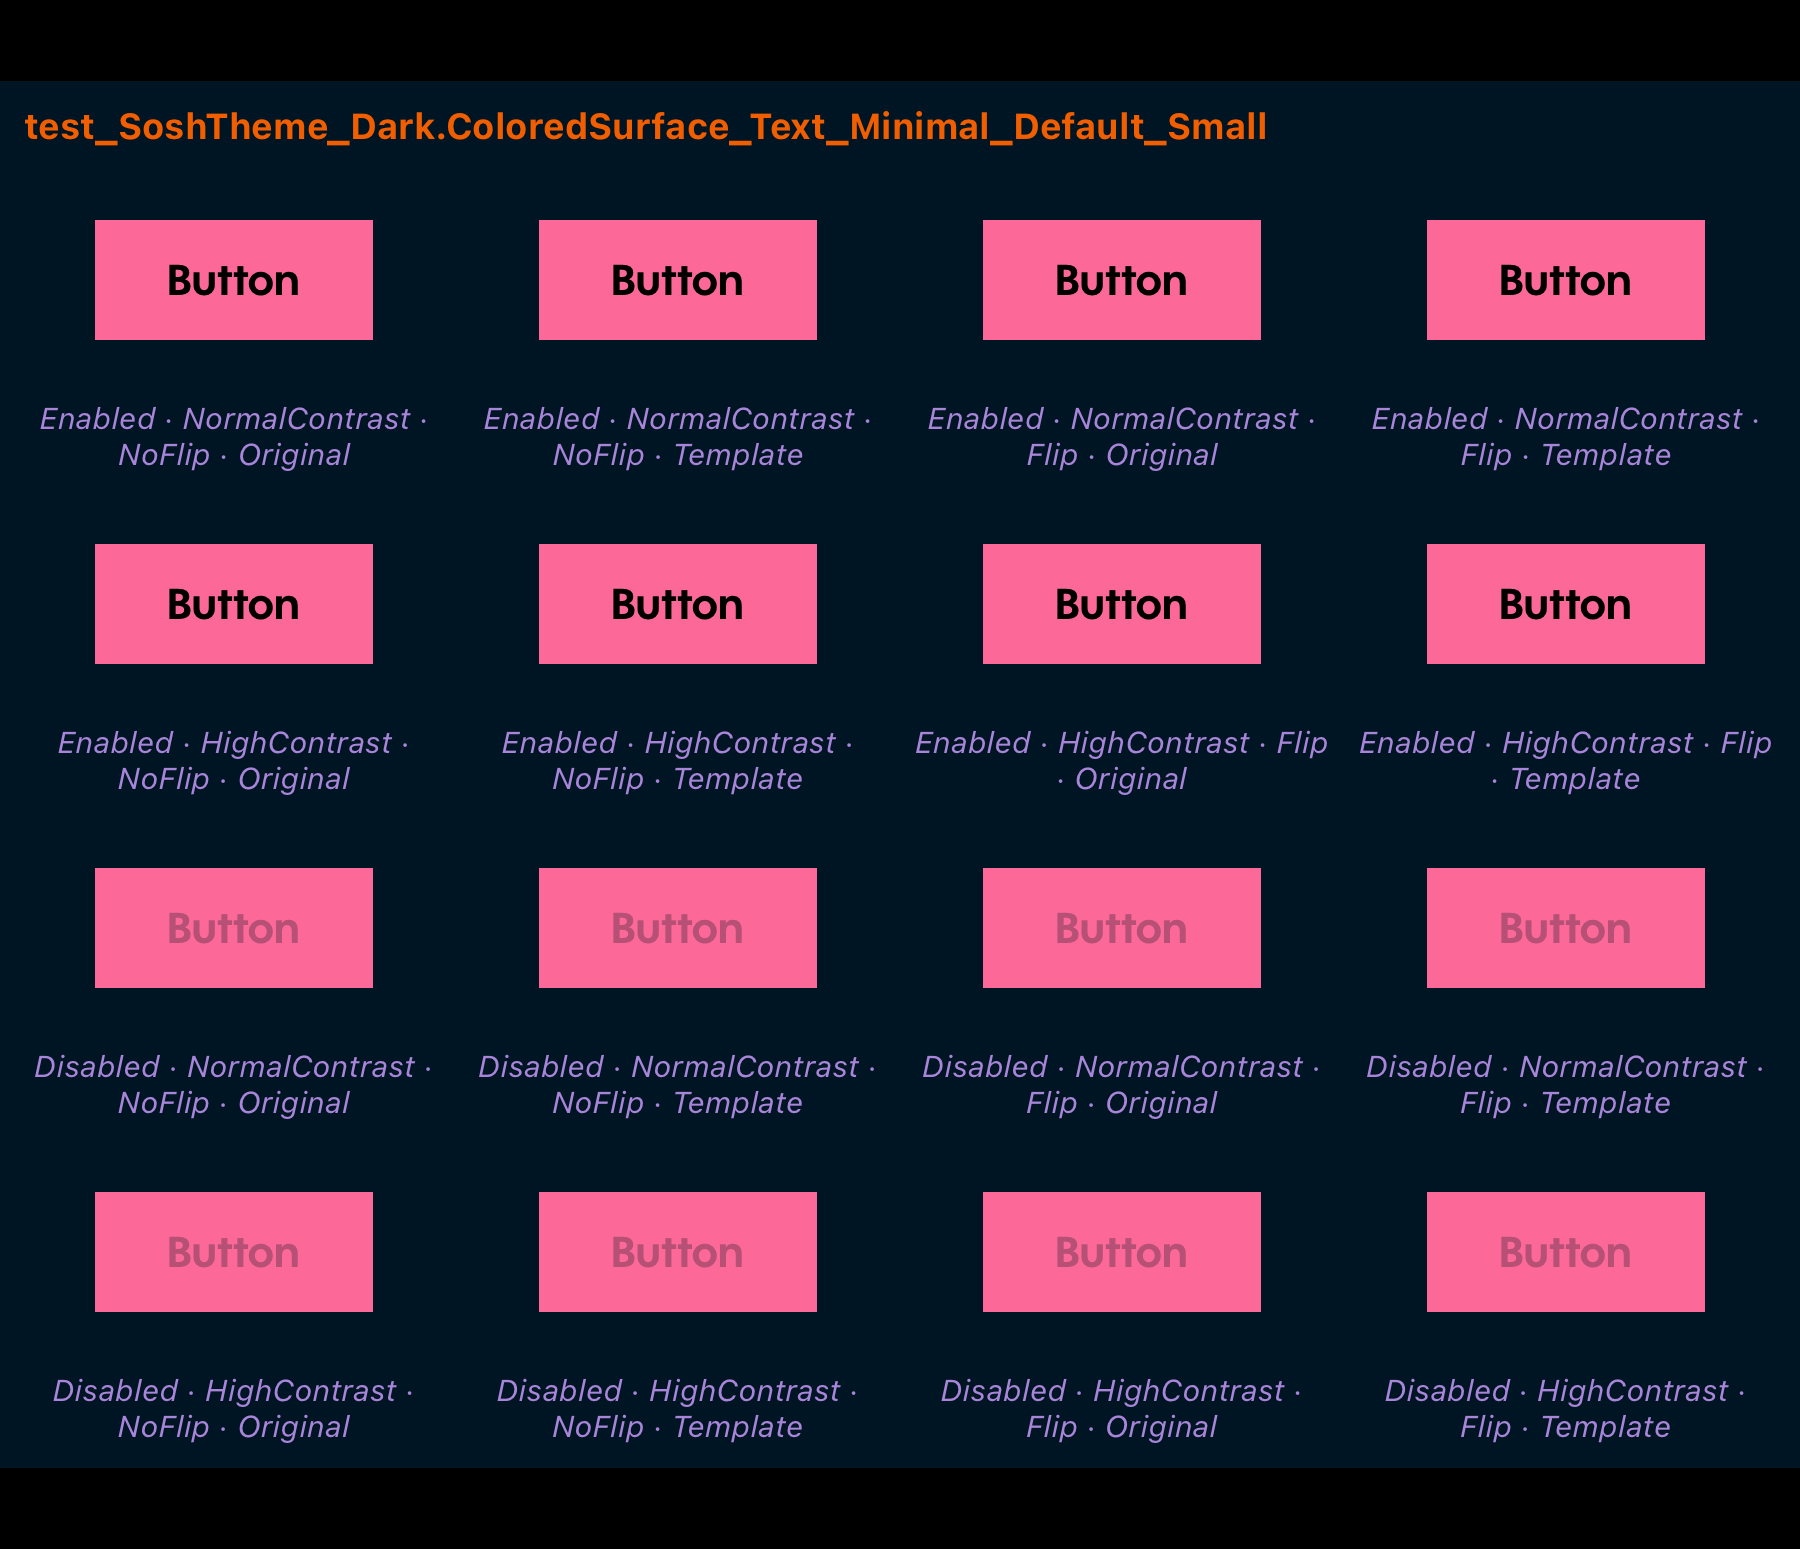 test_SoshTheme_Dark.ColoredSurface_Text_Minimal_Default_Small
Button Button Button Button
Enabled · NormalContrast · Enabled · NormalContrast · Enabled · NormalContrast · Enabled · NormalContrast ·
NoFlip · Original NoFlip · Template Flip · Original Flip · Template
Button Button Button Button
Enabled · HighContrast · Enabled · HighContrast · Enabled · HighContrast · Flip Enabled · HighContrast · Flip
NoFlip · Original NoFlip · Template · Original · Template
Button Button Button Button
Disabled · NormalContrast · Disabled · NormalContrast · Disabled · NormalContrast · Disabled · NormalContrast ·
NoFlip · Original NoFlip · Template Flip · Original Flip · Template
Button Button Button Button
Disabled · HighContrast · Disabled · HighContrast · Disabled · HighContrast · Disabled · HighContrast ·
NoFlip · Original NoFlip · Template Flip · Original Flip · Template